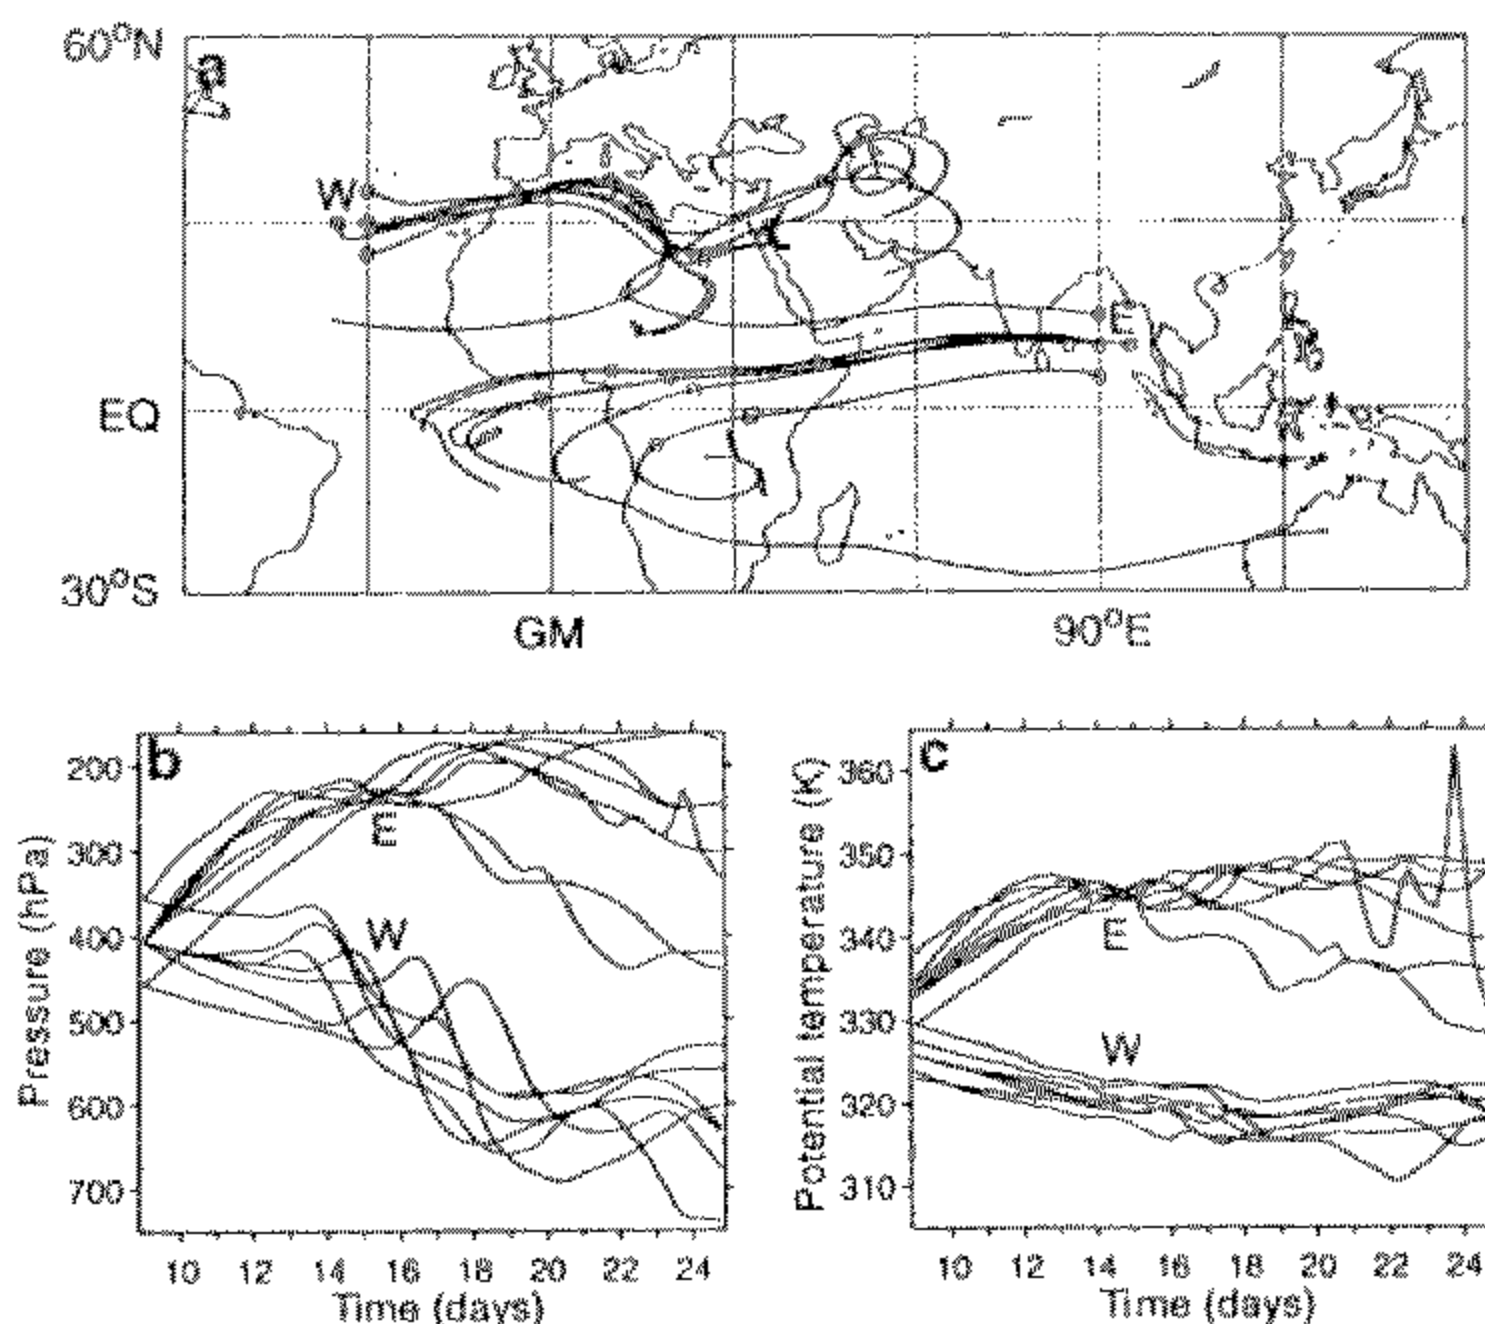 60°N
a
W
E
EQ
30°S
GM
90°E
b
200
300
400
500
600
700
E
W
Pressure (hPa)
10 12 14 16 18 20 22 24
Time (days)
c
360
350
340
330
320
310
E
W
Potential temperature (K)
10 12 14 16 18 20 22 24
Time (days)